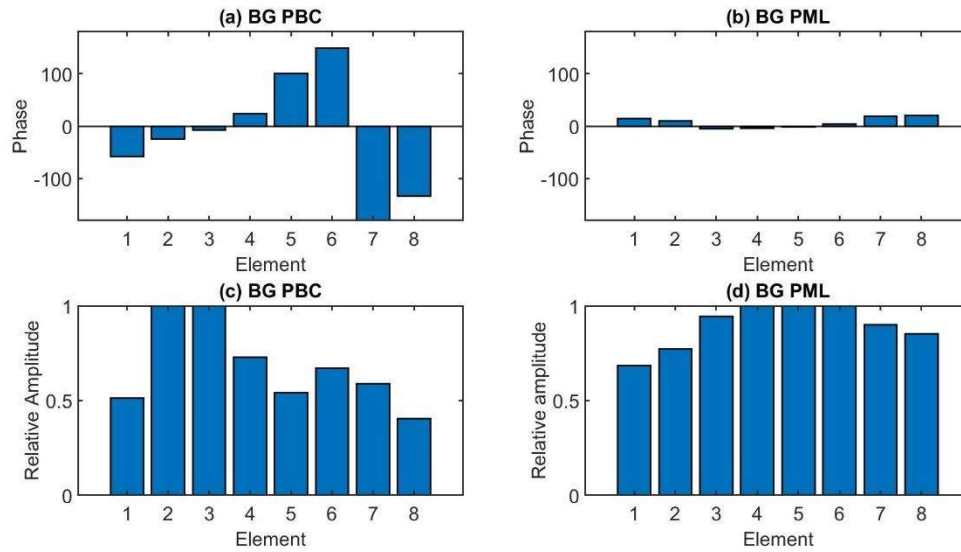 (a) BG PBC
Phase
100
0
-100
1 2 3 4 5 6 7 8
Element
(b) BG PML
Phase
100
0
-100
1 2 3 4 5 6 7 8
Element
(c) BG PBC
Relative Amplitude
1
0.5
0
1 2 3 4 5 6 7 8
Element
(d) BG PML
Relative amplitude
1
0.5
0
1 2 3 4 5 6 7 8
Element